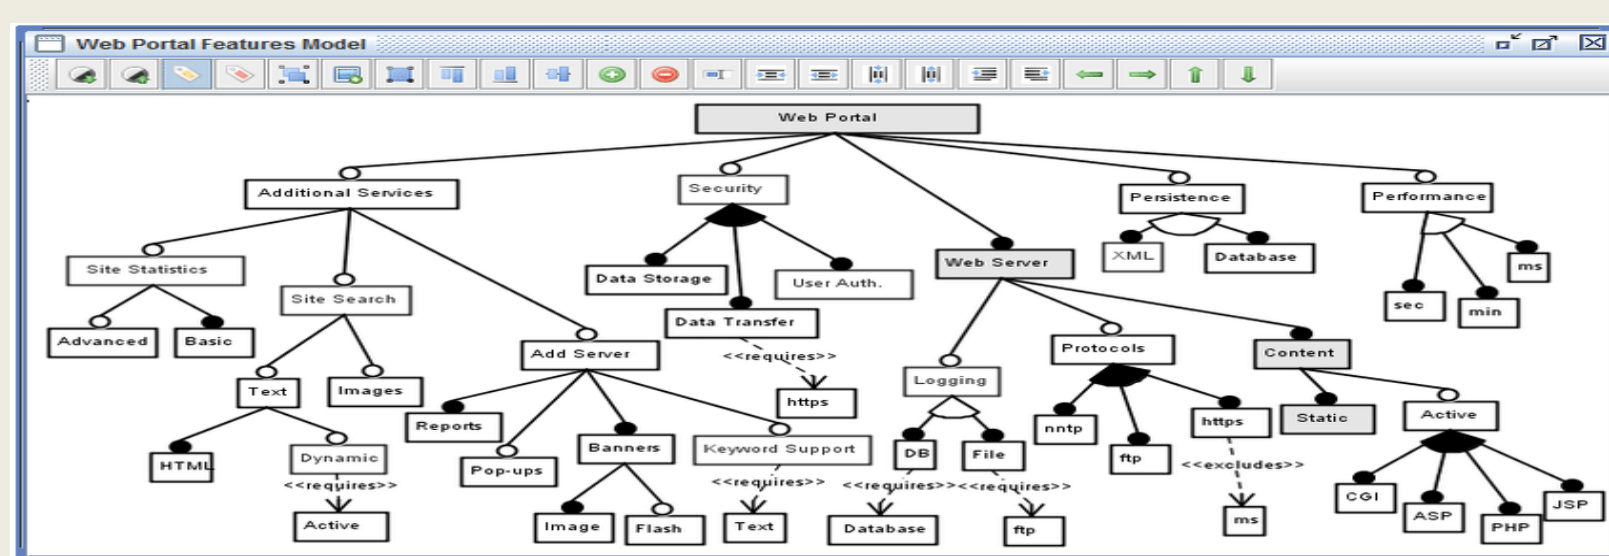 Web Portal Features Model
Web Portal
Additional Services
Security
Persistence
Performance
Site Statistics
Data Storage
User Auth.
Web Server
XML
Database
ms
Site Search
sec
min
Advanced
Basic
Data Transfer
Add Server
<<requires>>
Protocols
Content
Text
Images
https
Logging
Reports
nntp
https
Static
Active
HTML
Dynamic
Pop-ups
Banners
Keyword Support
DB
File
ftp
<<excludes>>
<<requires>>
<<requires>>
<<requires>>
<<requires>>
CGI
ASP
PHP
JSP
Active
Image
Flash
Text
Database
ftp
ms